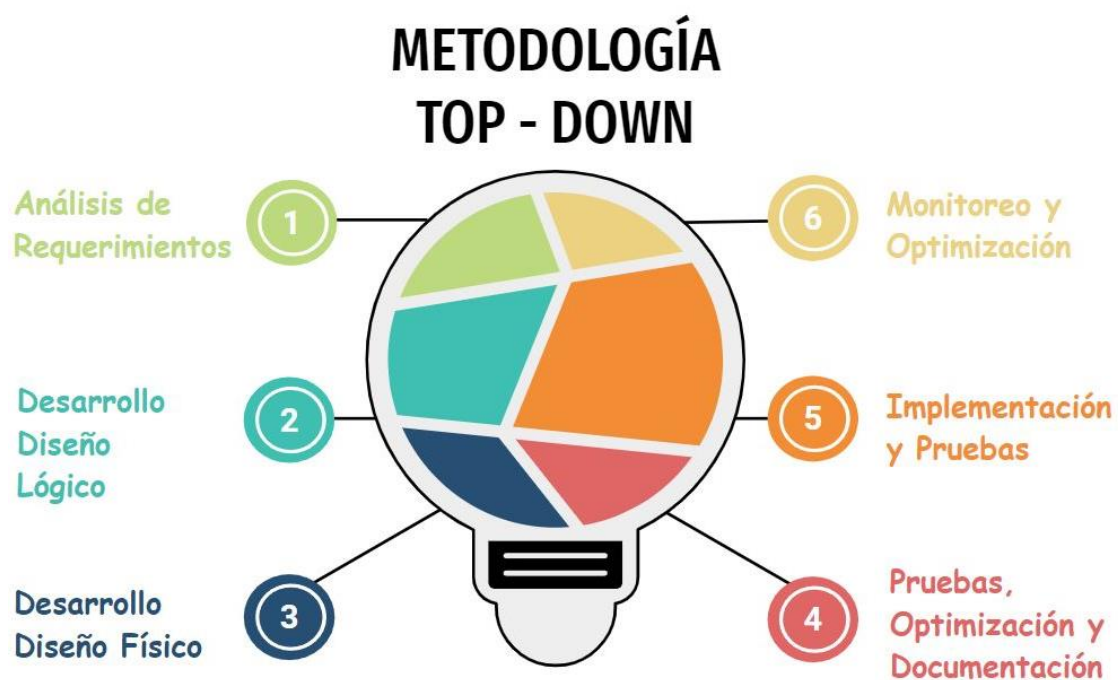 METODOLOGÍA
TOP - DOWN
1
Análisis de
Requerimientos
2
Desarrollo
Diseño
Lógico
3
Desarrollo
Diseño Físico
4
Pruebas,
Optimización y
Documentación
5
Implementación
y Pruebas
6
Monitoreo y
Optimización